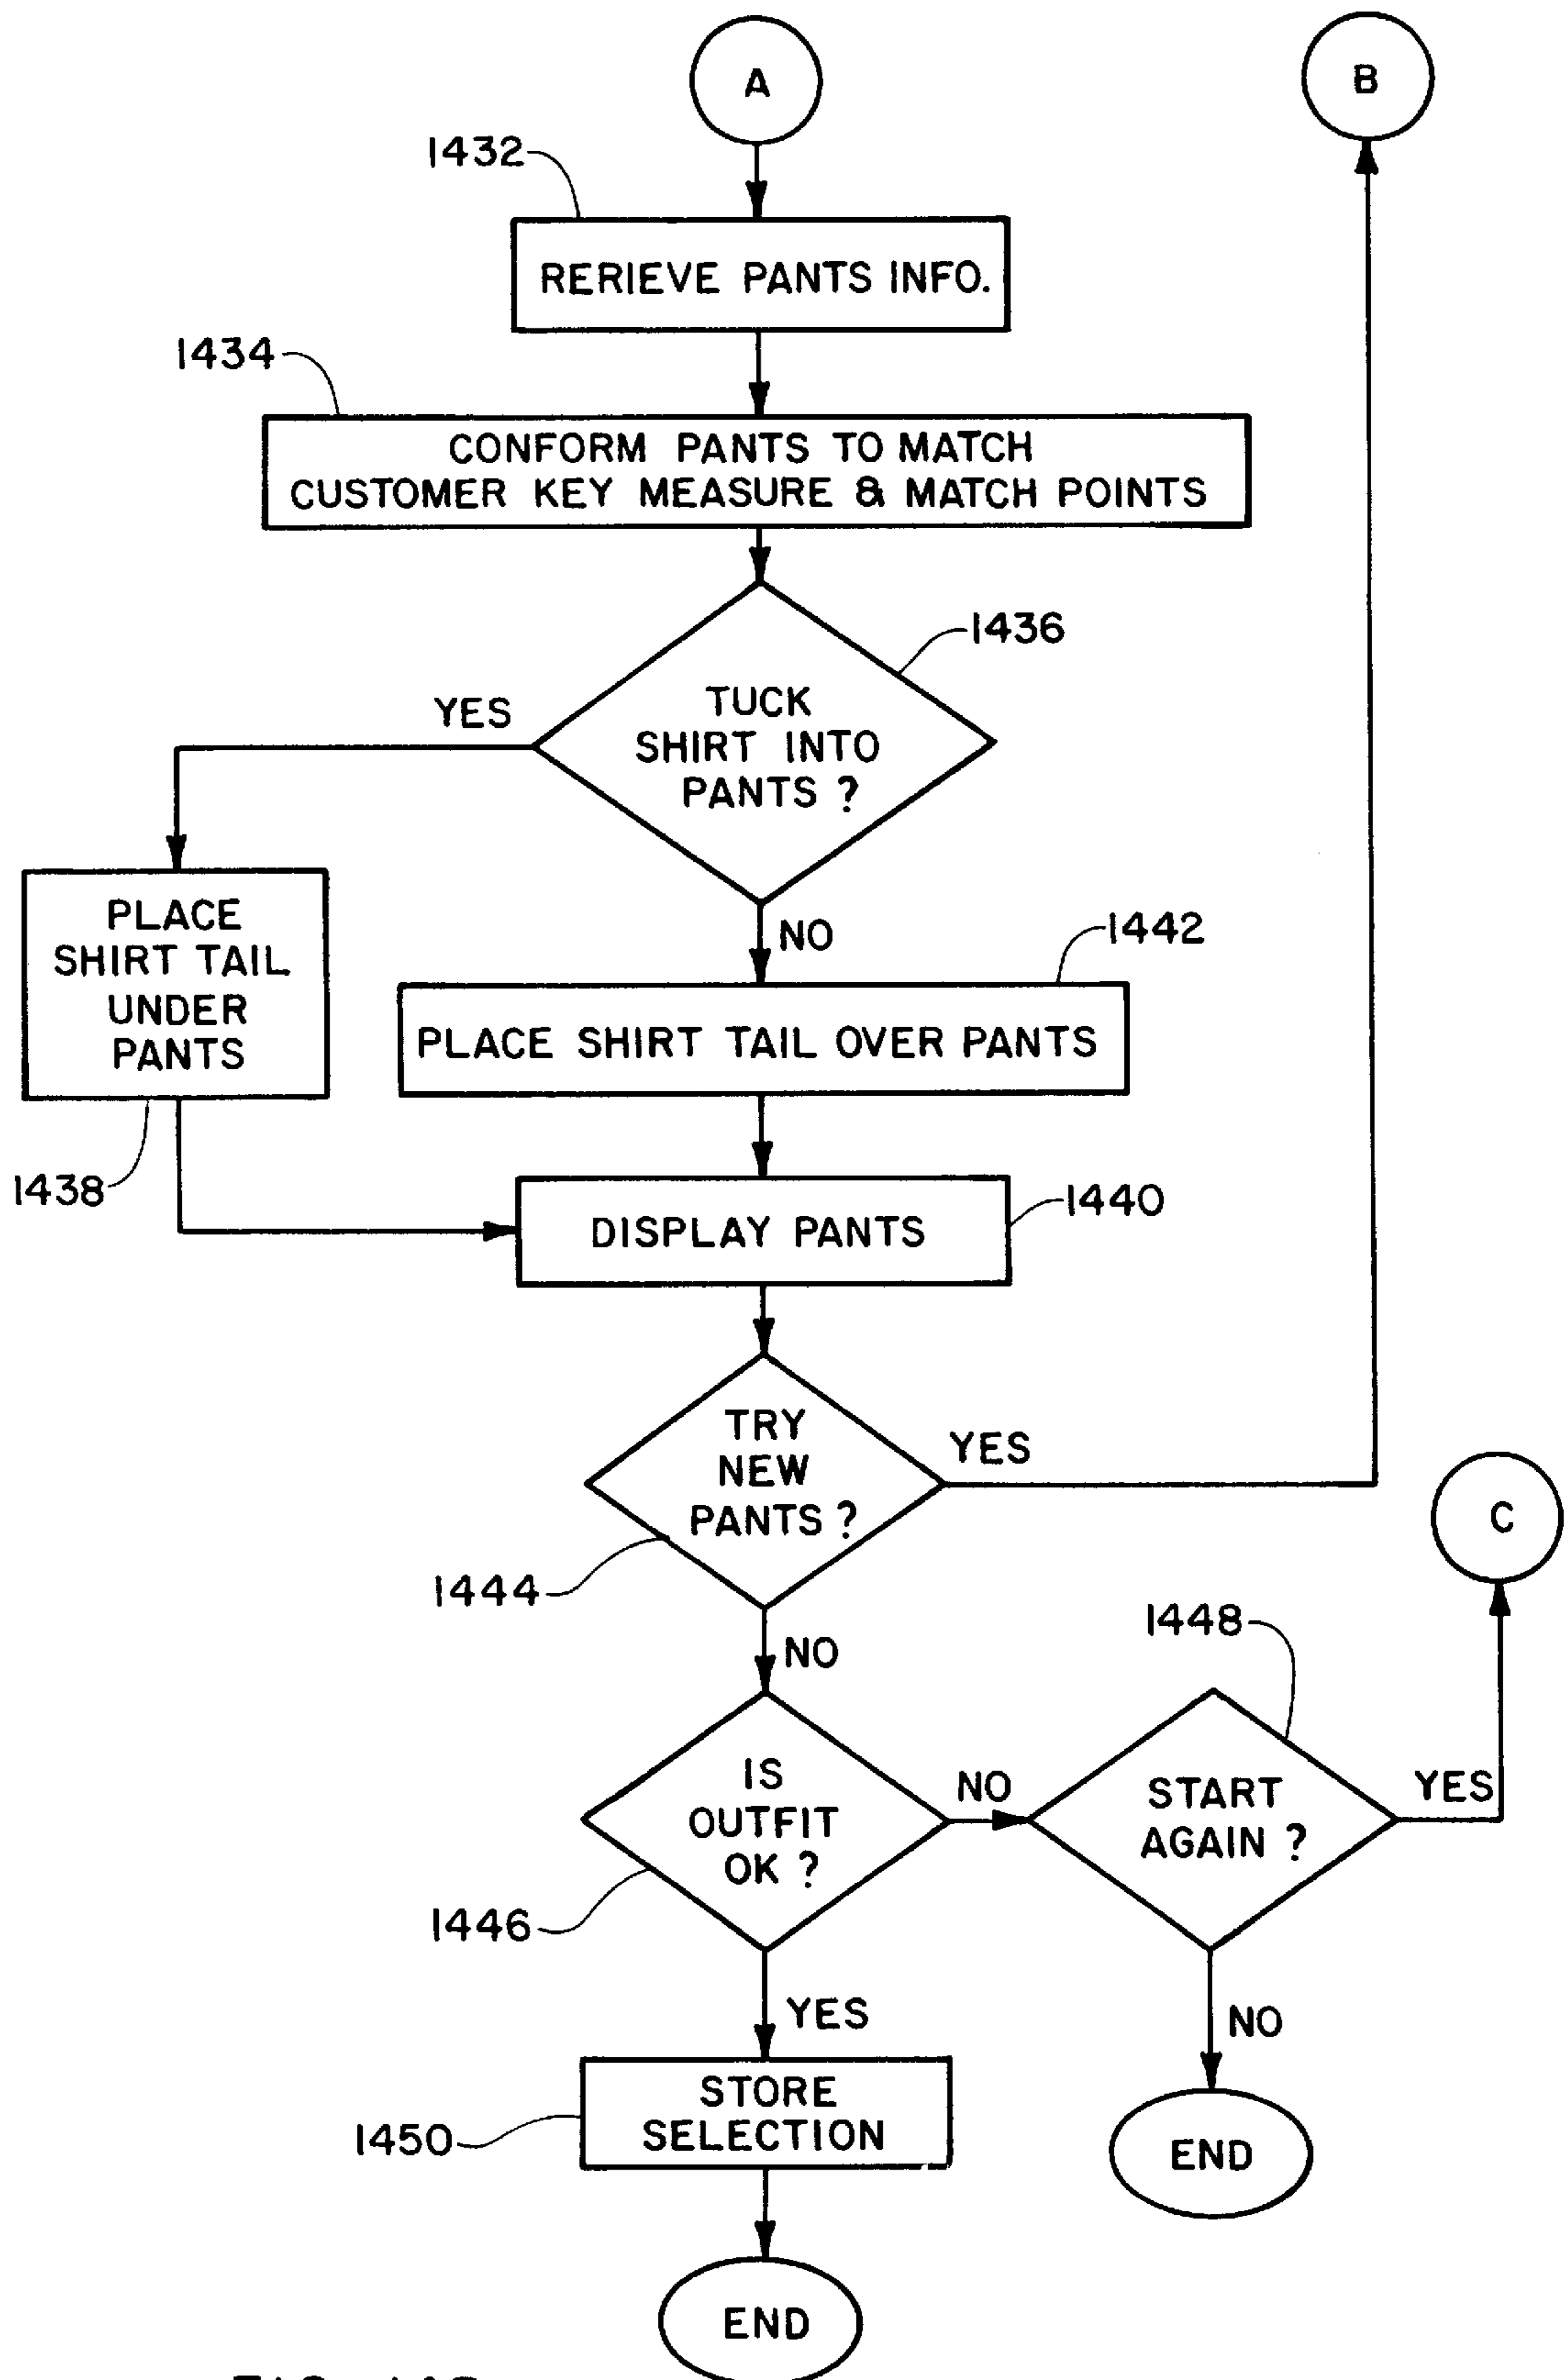 A
B
1432
RERIEVE PANTS INFO.
1434
CONFORM PANTS TO MATCH
CUSTOMER KEY MEASURE & MATCH POINTS
1436
TUCK
SHIRT INTO
PANTS ?
YES
NO
PLACE
SHIRT TAIL
UNDER
PANTS
1438
1442
PLACE SHIRT TAIL OVER PANTS
1440
DISPLAY PANTS
TRY
NEW
PANTS ?
YES
1444
NO
C
1448
IS
OUTFIT
OK ?
NO
1446
START
AGAIN ?
YES
YES
NO
STORE
SELECTION
1450
END
END